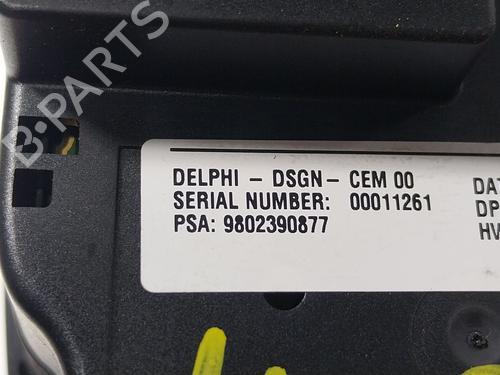 B-PARTS
DELPHI - DSGN- CEM 00
SERIAL NUMBER: 00011261
PSA: 9802390877
DAT
DP
HV